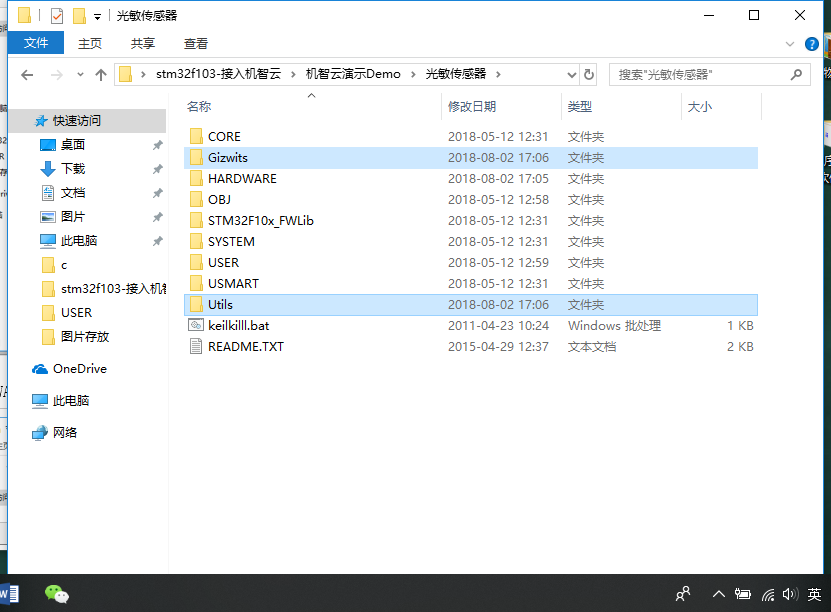 光敏传感器
文件 主页 共享 查看
stm32f103-接入机智云 机智云演示Demo 光敏传感器 搜索"光敏传感器"
名称 修改日期 类型 大小
快速访问
桌面
下载
文档
图片
此电脑
c
stm32f103-接入机
USER
图片存放
OneDrive
此电脑
网络
CORE 2018-05-12 12:31 文件夹
Gizwits 2018-08-02 17:06 文件夹
HARDWARE 2018-08-02 17:05 文件夹
OBJ 2018-05-12 12:58 文件夹
STM32F10x_FWLib 2018-05-12 12:31 文件夹
SYSTEM 2018-05-12 12:31 文件夹
USER 2018-05-12 12:59 文件夹
USMART 2018-05-12 12:31 文件夹
Utils 2018-08-02 17:06 文件夹
keilkilll.bat 2011-04-23 10:24 Windows 批处理 1 KB
README.TXT 2015-04-29 12:37 文本文档 2 KB
英